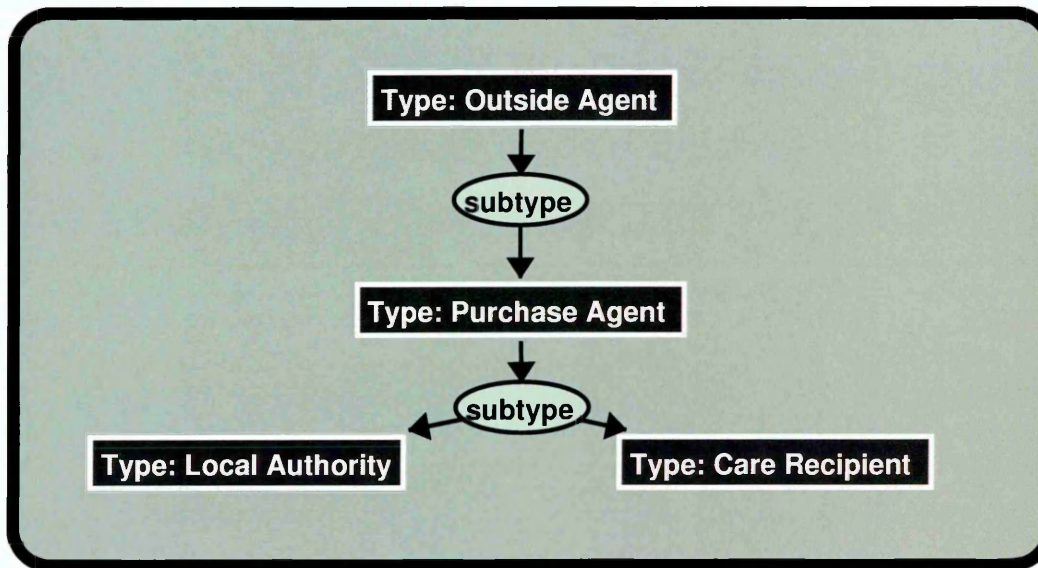 Type: Outside Agent
subtype
Type: Purchase Agent
subtype
Type: Local Authority
Type: Care Recipient